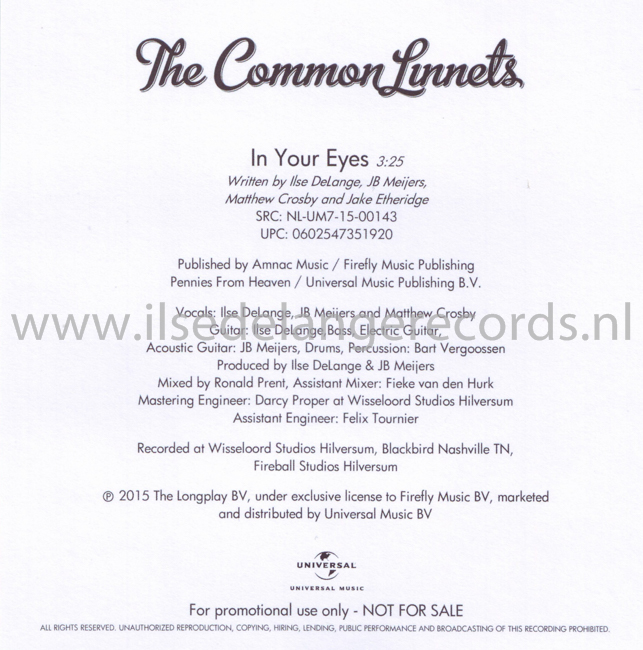 The Common Linnets
In Your Eyes 3:25
Written by Ilse DeLange, JB Meijers,
Matthew Crosby and Jake Etheridge
SRC: NL-UM7-15-00143
UPC: 0602547351920
Published by Amnac Music / Firefly Music Publishing
Pennies From Heaven / Universal Music Publishing B.V.
Vocals: Ilse DeLange, JB Meijers and Matthew Crosby
www.ilsedelangerecords.nl
Guitar: Ilse DeLange,Bass, Electric Guitar,
Acoustic Guitar: JB Meijers, Drums, Percussion: Bart Vergoossen
Produced by Ilse DeLange & JB Meijers
Mixed by Ronald Prent, Assistant Mixer: Fieke van den Hurk
Mastering Engineer: Darcy Proper at Wisseloord Studios Hilversum
Assistant Engineer: Felix Tournier
Recorded at Wisseloord Studios Hilversum, Blackbird Nashville TN,
Fireball Studios Hilversum
℗ 2015 The Longplay BV, under exclusive license to Firefly Music BV, marketed
and distributed by Universal Music BV
UNIVERSAL
UNIVERSAL MUSIC
For promotional use only - NOT FOR SALE
ALL RIGHTS RESERVED. UNAUTHORIZED REPRODUCTION, COPYING, HIRING, LENDING, PUBLIC PERFORMANCE AND BROADCASTING OF THIS RECORDING PROHIBITED.